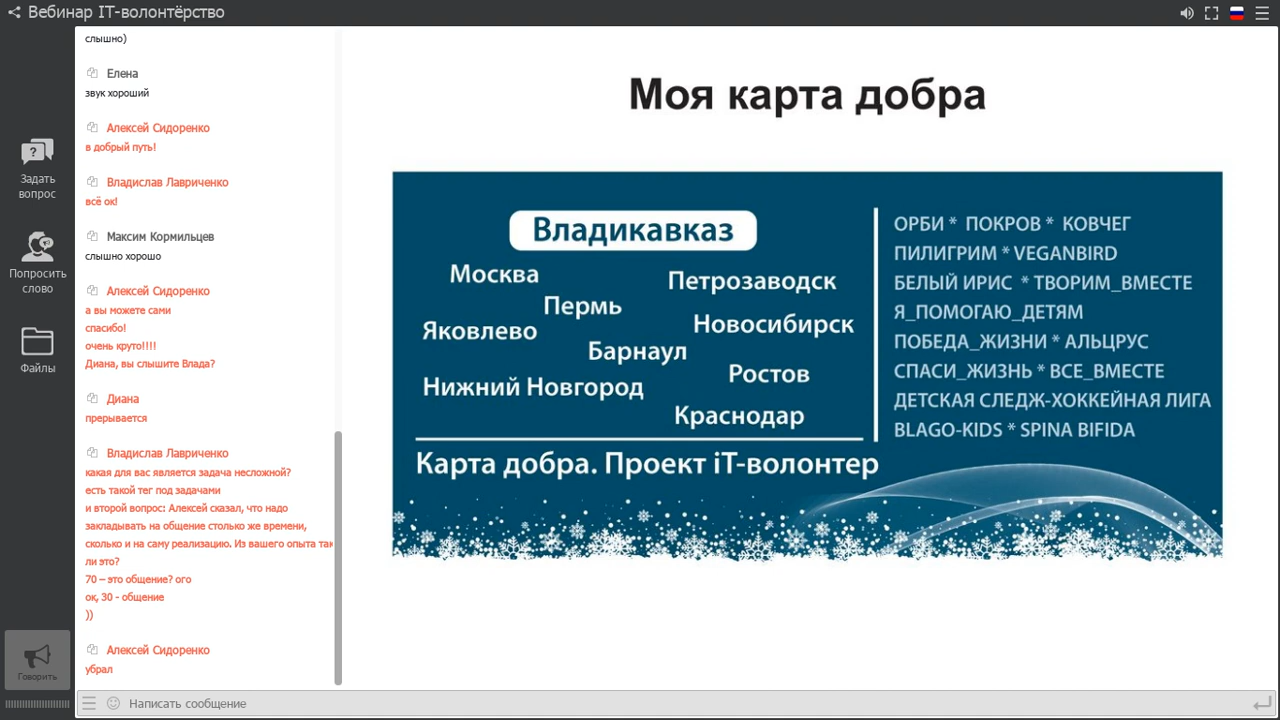 Вебинар IT-волонтёрство
Задать
вопрос
Попросить
слово
Файлы
Говорить
слышно)
Елена
звук хороший
Алексей Сидоренко
в добрый путь!
Владислав Лавриченко
всё ок!
Максим Кормильцев
слышно хорошо
Алексей Сидоренко
а вы можете сами
спасибо!
очень круто!!!!
Диана, вы слышите Влада?
Диана
прерывается
Владислав Лавриченко
какая для вас является задача несложной?
есть такой тег под задачами
и второй вопрос: Алексей сказал, что надо
закладывать на общение столько же времени,
сколько и на саму реализацию. Из вашего опыта так
ли это?
70 – это общение? ого
ок, 30 - общение
))
Алексей Сидоренко
убрал
Написать сообщение
Моя карта добра
Владикавказ
Москва
Петрозаводск
Пермь
Яковлево
Новосибирск
Барнаул
Нижний Новгород
Ростов
Краснодар
Карта добра. Проект iT-волонтер
ОРБИ * ПОКРОВ * КОВЧЕГ
ПИЛИГРИМ * VEGANBIRD
БЕЛЫЙ ИРИС * ТВОРИМ_ВМЕСТЕ
Я_ПОМОГАЮ_ДЕТЯМ
ПОБЕДА_ЖИЗНИ * АЛЬЦРУС
СПАСИ_ЖИЗНЬ * ВСЕ_ВМЕСТЕ
ДЕТСКАЯ СЛЕДЖ-ХОККЕЙНАЯ ЛИГА
BLAGO-KIDS * SPINA BIFIDA